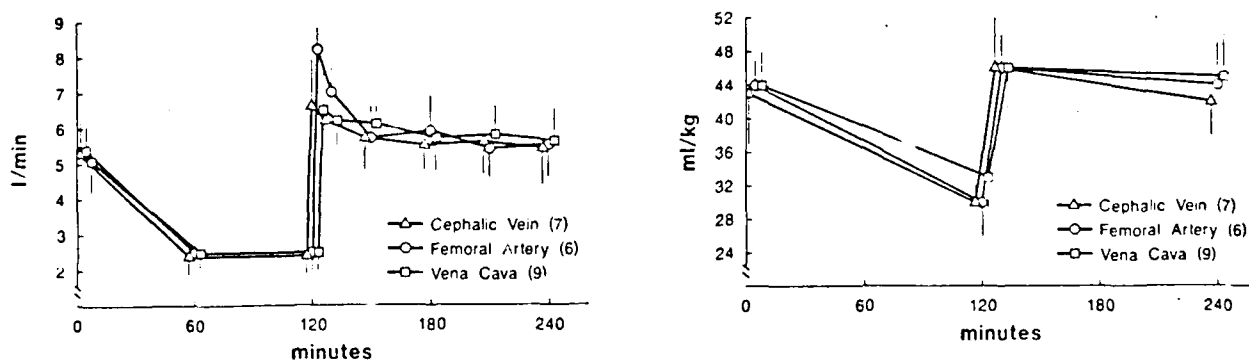 9
8
7
6
5
4
3
2
l/min
0
60
120
180
240
minutes
Cephalic Vein (7)
Femoral Artery (6)
Vena Cava (9)
52
48
44
40
36
32
28
24
ml/kg
0
60
120
180
240
minutes
Cephalic Vein (7)
Femoral Artery (6)
Vena Cava (9)